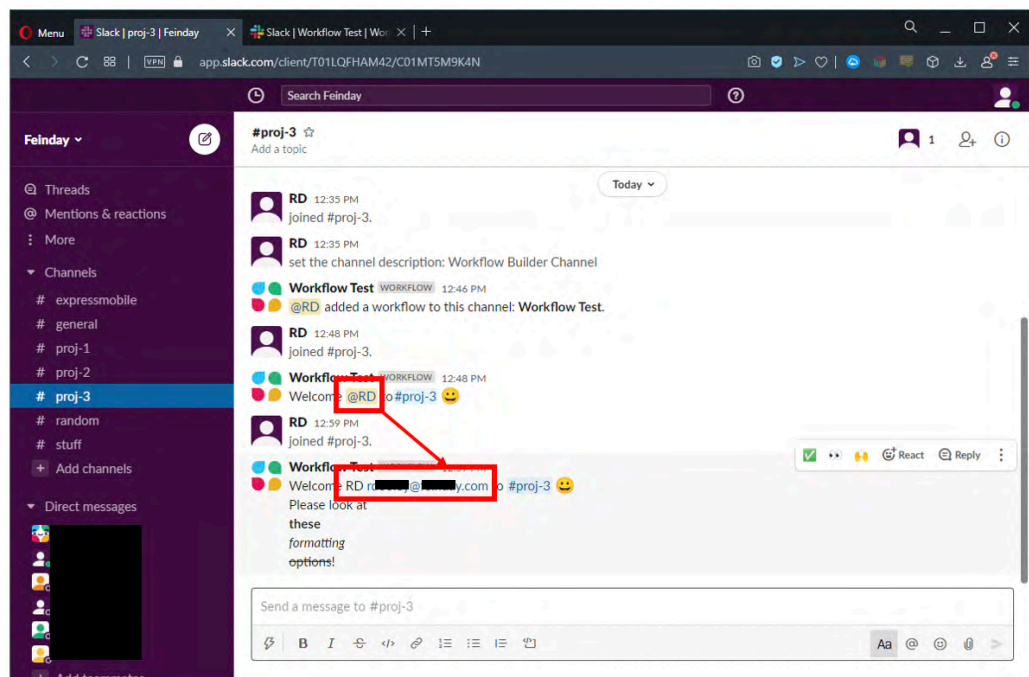 Menu
Slack | proj-3 | Feinday
Slack | Workflow Test | Wor
VPN
app.slack.com/client/T01LQFHAM42/C01MT5M9K4N
Search Feinday
Feinday
#proj-3
Add a topic
1
Threads
Mentions & reactions
More
Channels
# expressmobile
# general
# proj-1
# proj-2
# proj-3
# random
# stuff
+ Add channels
Direct messages
+ Add teammates
Today
RD 12:35 PM
joined #proj-3.
RD 12:35 PM
set the channel description: Workflow Builder Channel
Workflow Test WORKFLOW 12:46 PM
@RD added a workflow to this channel: Workflow Test.
RD 12:48 PM
joined #proj-3.
Workflow Test WORKFLOW 12:48 PM
Welcome @RD to #proj-3
RD 12:59 PM
joined #proj-3.
React
Reply
Workflow Test
Welcome RD to #proj-3
Please look at
these
formatting
options!
Send a message to #proj-3
B I S </>
Aa @